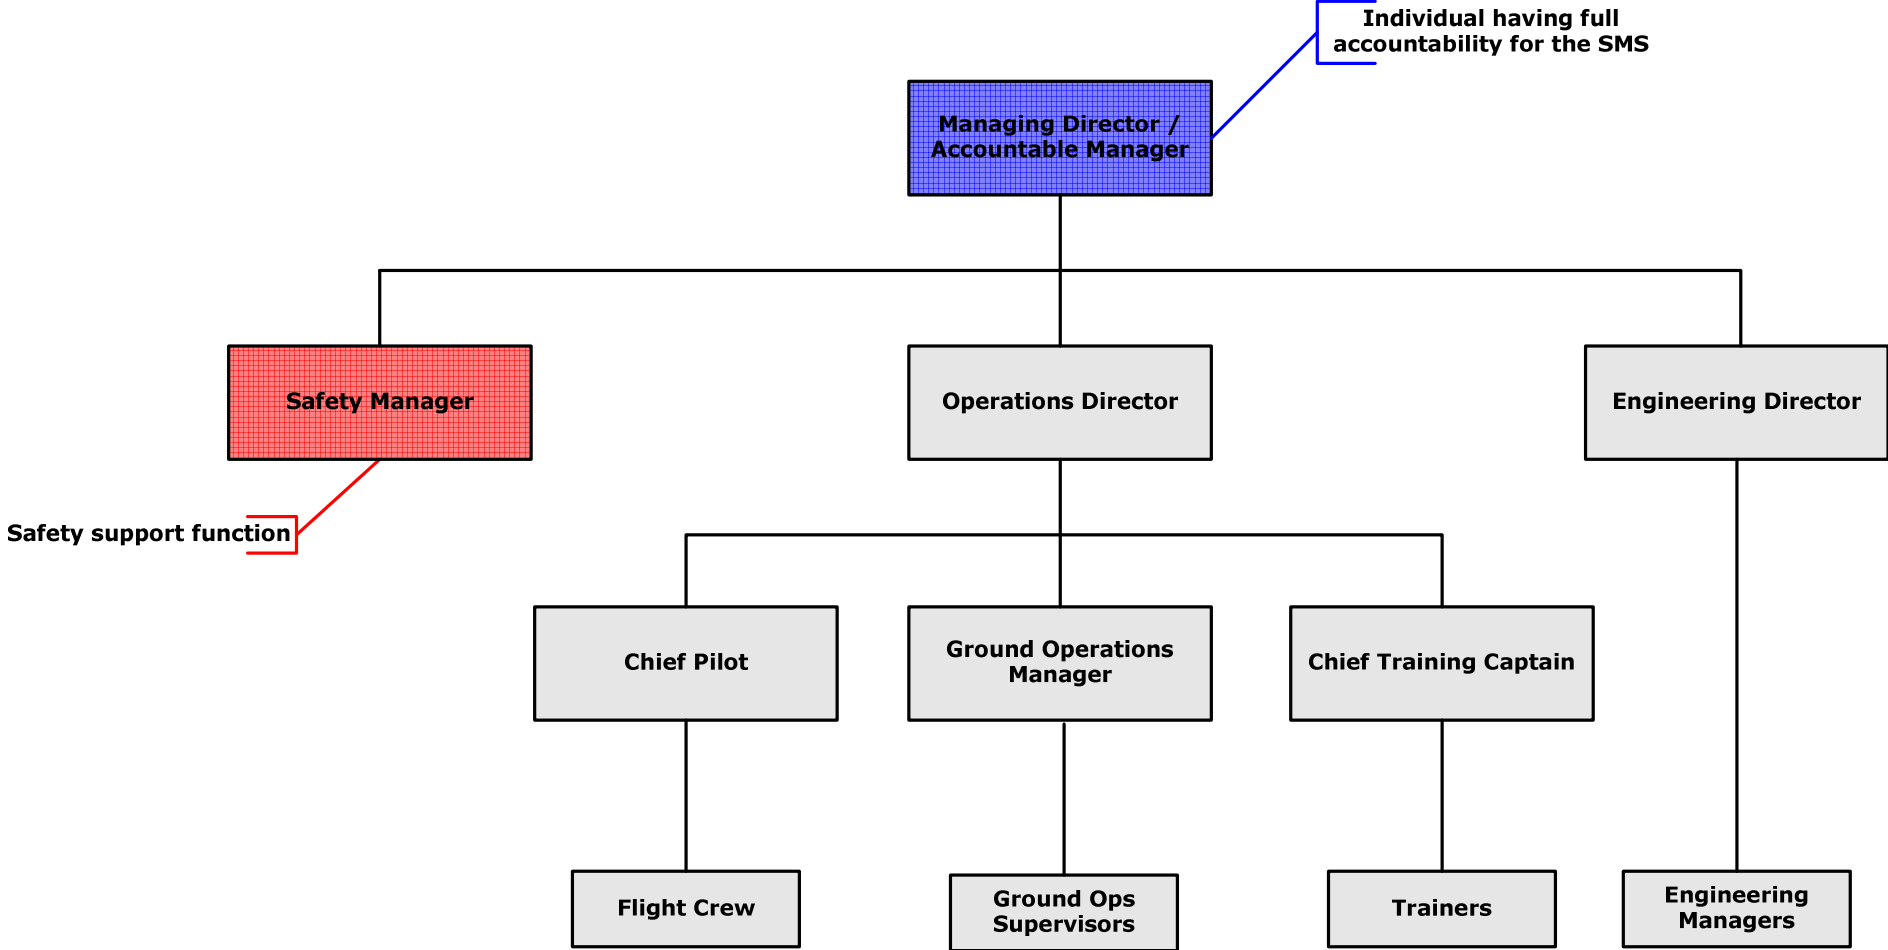 Individual having full
accountability for the SMS
Managing Director /
Accountable Manager
Safety Manager
Operations Director
Engineering Director
Safety support function
Chief Pilot
Ground Operations
Manager
Chief Training Captain
Flight Crew
Ground Ops
Supervisors
Trainers
Engineering
Managers